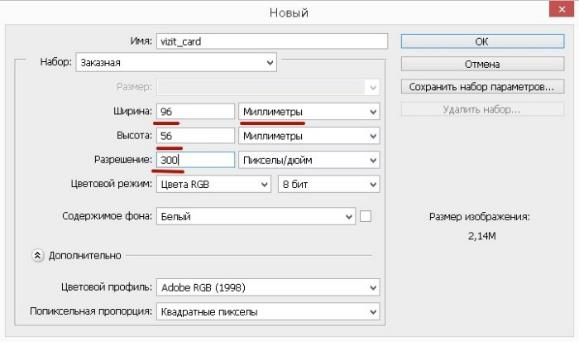 Новый
Имя: vizit_card
OK
Набор: Заказная
Отмена
Размер:
Сохранить набор параметров...
Ширина: 96 Миллиметры
Удалить набор...
Высота: 56 Миллиметры
Разрешение: 300 Пикселы/дюйм
Цветовой режим: Цвета RGB 8 бит
Содержимое фона: Белый
Размер изображения:
2,14M
Дополнительно
Цветовой профиль: Adobe RGB (1998)
Попиксельная пропорция: Квадратные пикселы